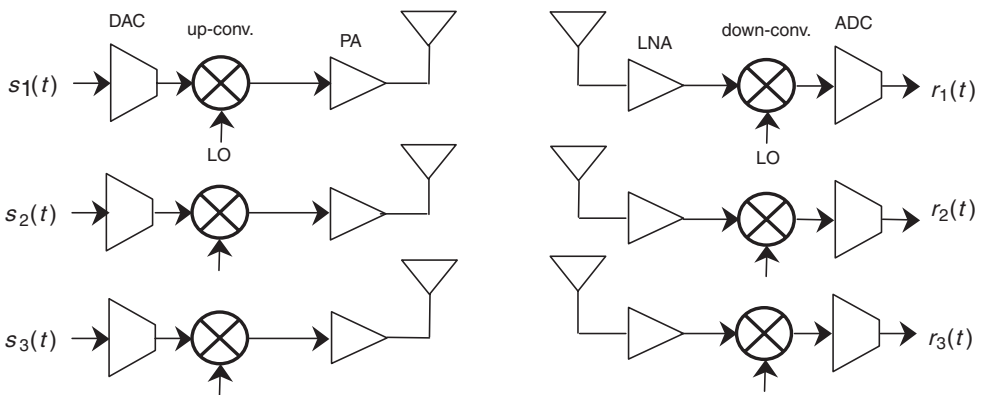 DAC
up-conv.
PA
LNA
down-conv.
ADC
s1(t)
r1(t)
LO
LO
s2(t)
r2(t)
s3(t)
r3(t)